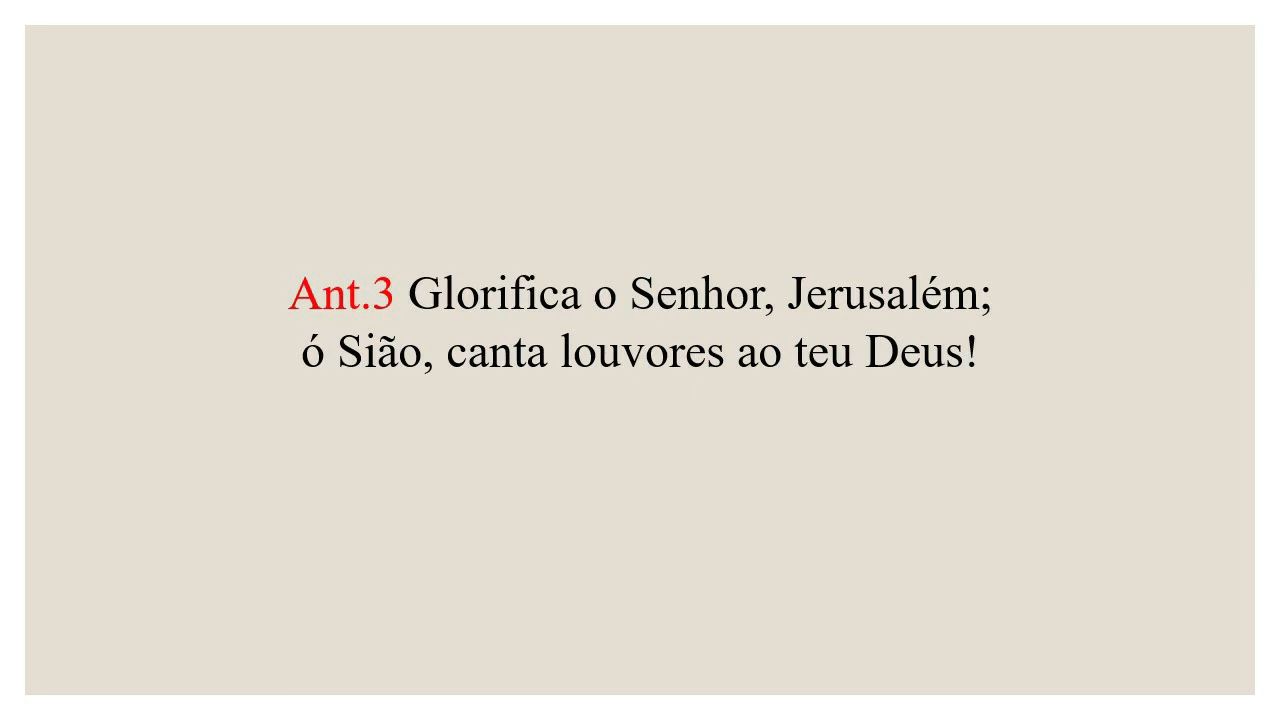 Ant.3 Glorifica o Senhor, Jerusalém;
ó Sião, canta louvores ao teu Deus!